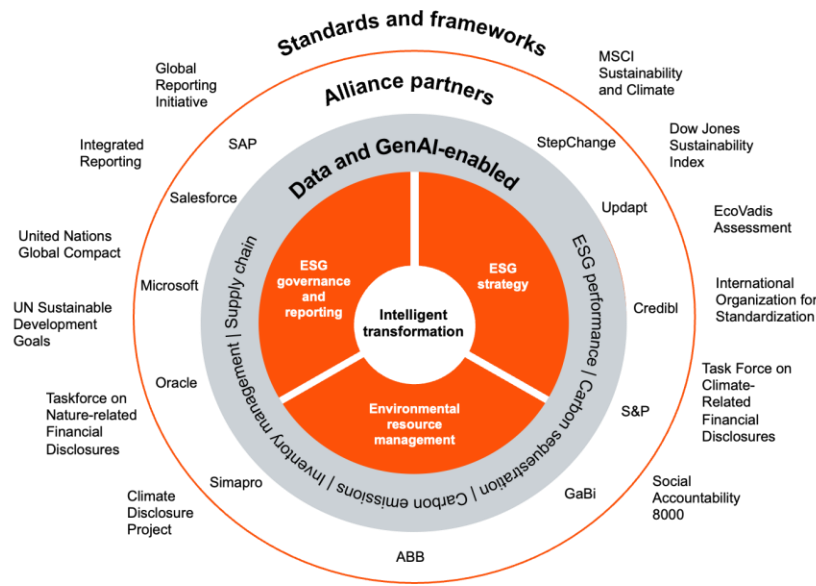 Standards and frameworks
Alliance partners
Data and GenAI-enabled
ESG performance | Carbon sequestration | Carbon emissions | Inventory management | Supply chain
ESG
governance
and
reporting
ESG
strategy
Intelligent
transformation
Environmental
resource
management
SAP
Salesforce
Microsoft
Oracle
Simapro
ABB
GaBi
S&P
Credibl
Updapt
StepChange
Global
Reporting
Initiative
Integrated
Reporting
United Nations
Global Compact
UN Sustainable
Development
Goals
Taskforce on
Nature-related
Financial
Disclosures
Climate
Disclosure
Project
MSCI
Sustainability
and Climate
Dow Jones
Sustainability
Index
EcoVadis
Assessment
International
Organization for
Standardization
Task Force on
Climate-
Related
Financial
Disclosures
Social
Accountability
8000